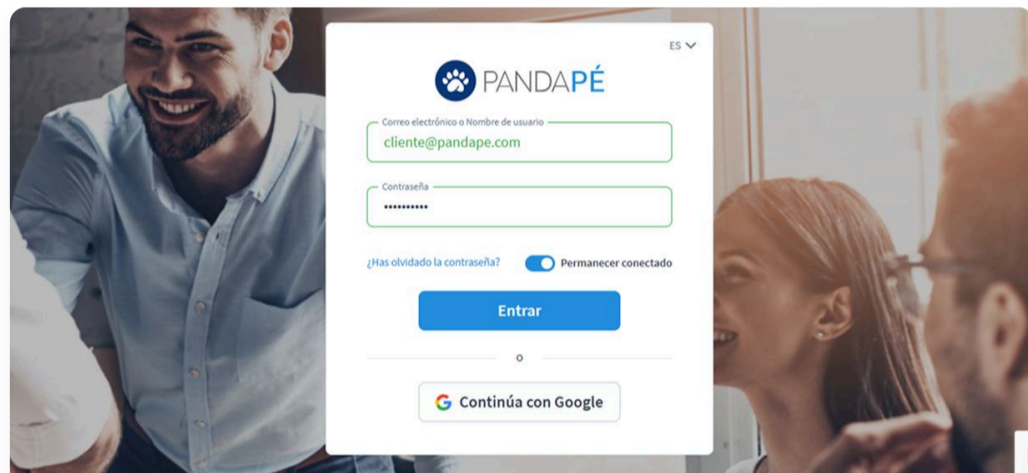 ES
PANDAPÉ
Correo electrónico o Nombre de usuario
cliente@pandape.com
Contraseña
••••••••••
¿Has olvidado la contraseña? Permanecer conectado
Entrar
o
Continúa con Google